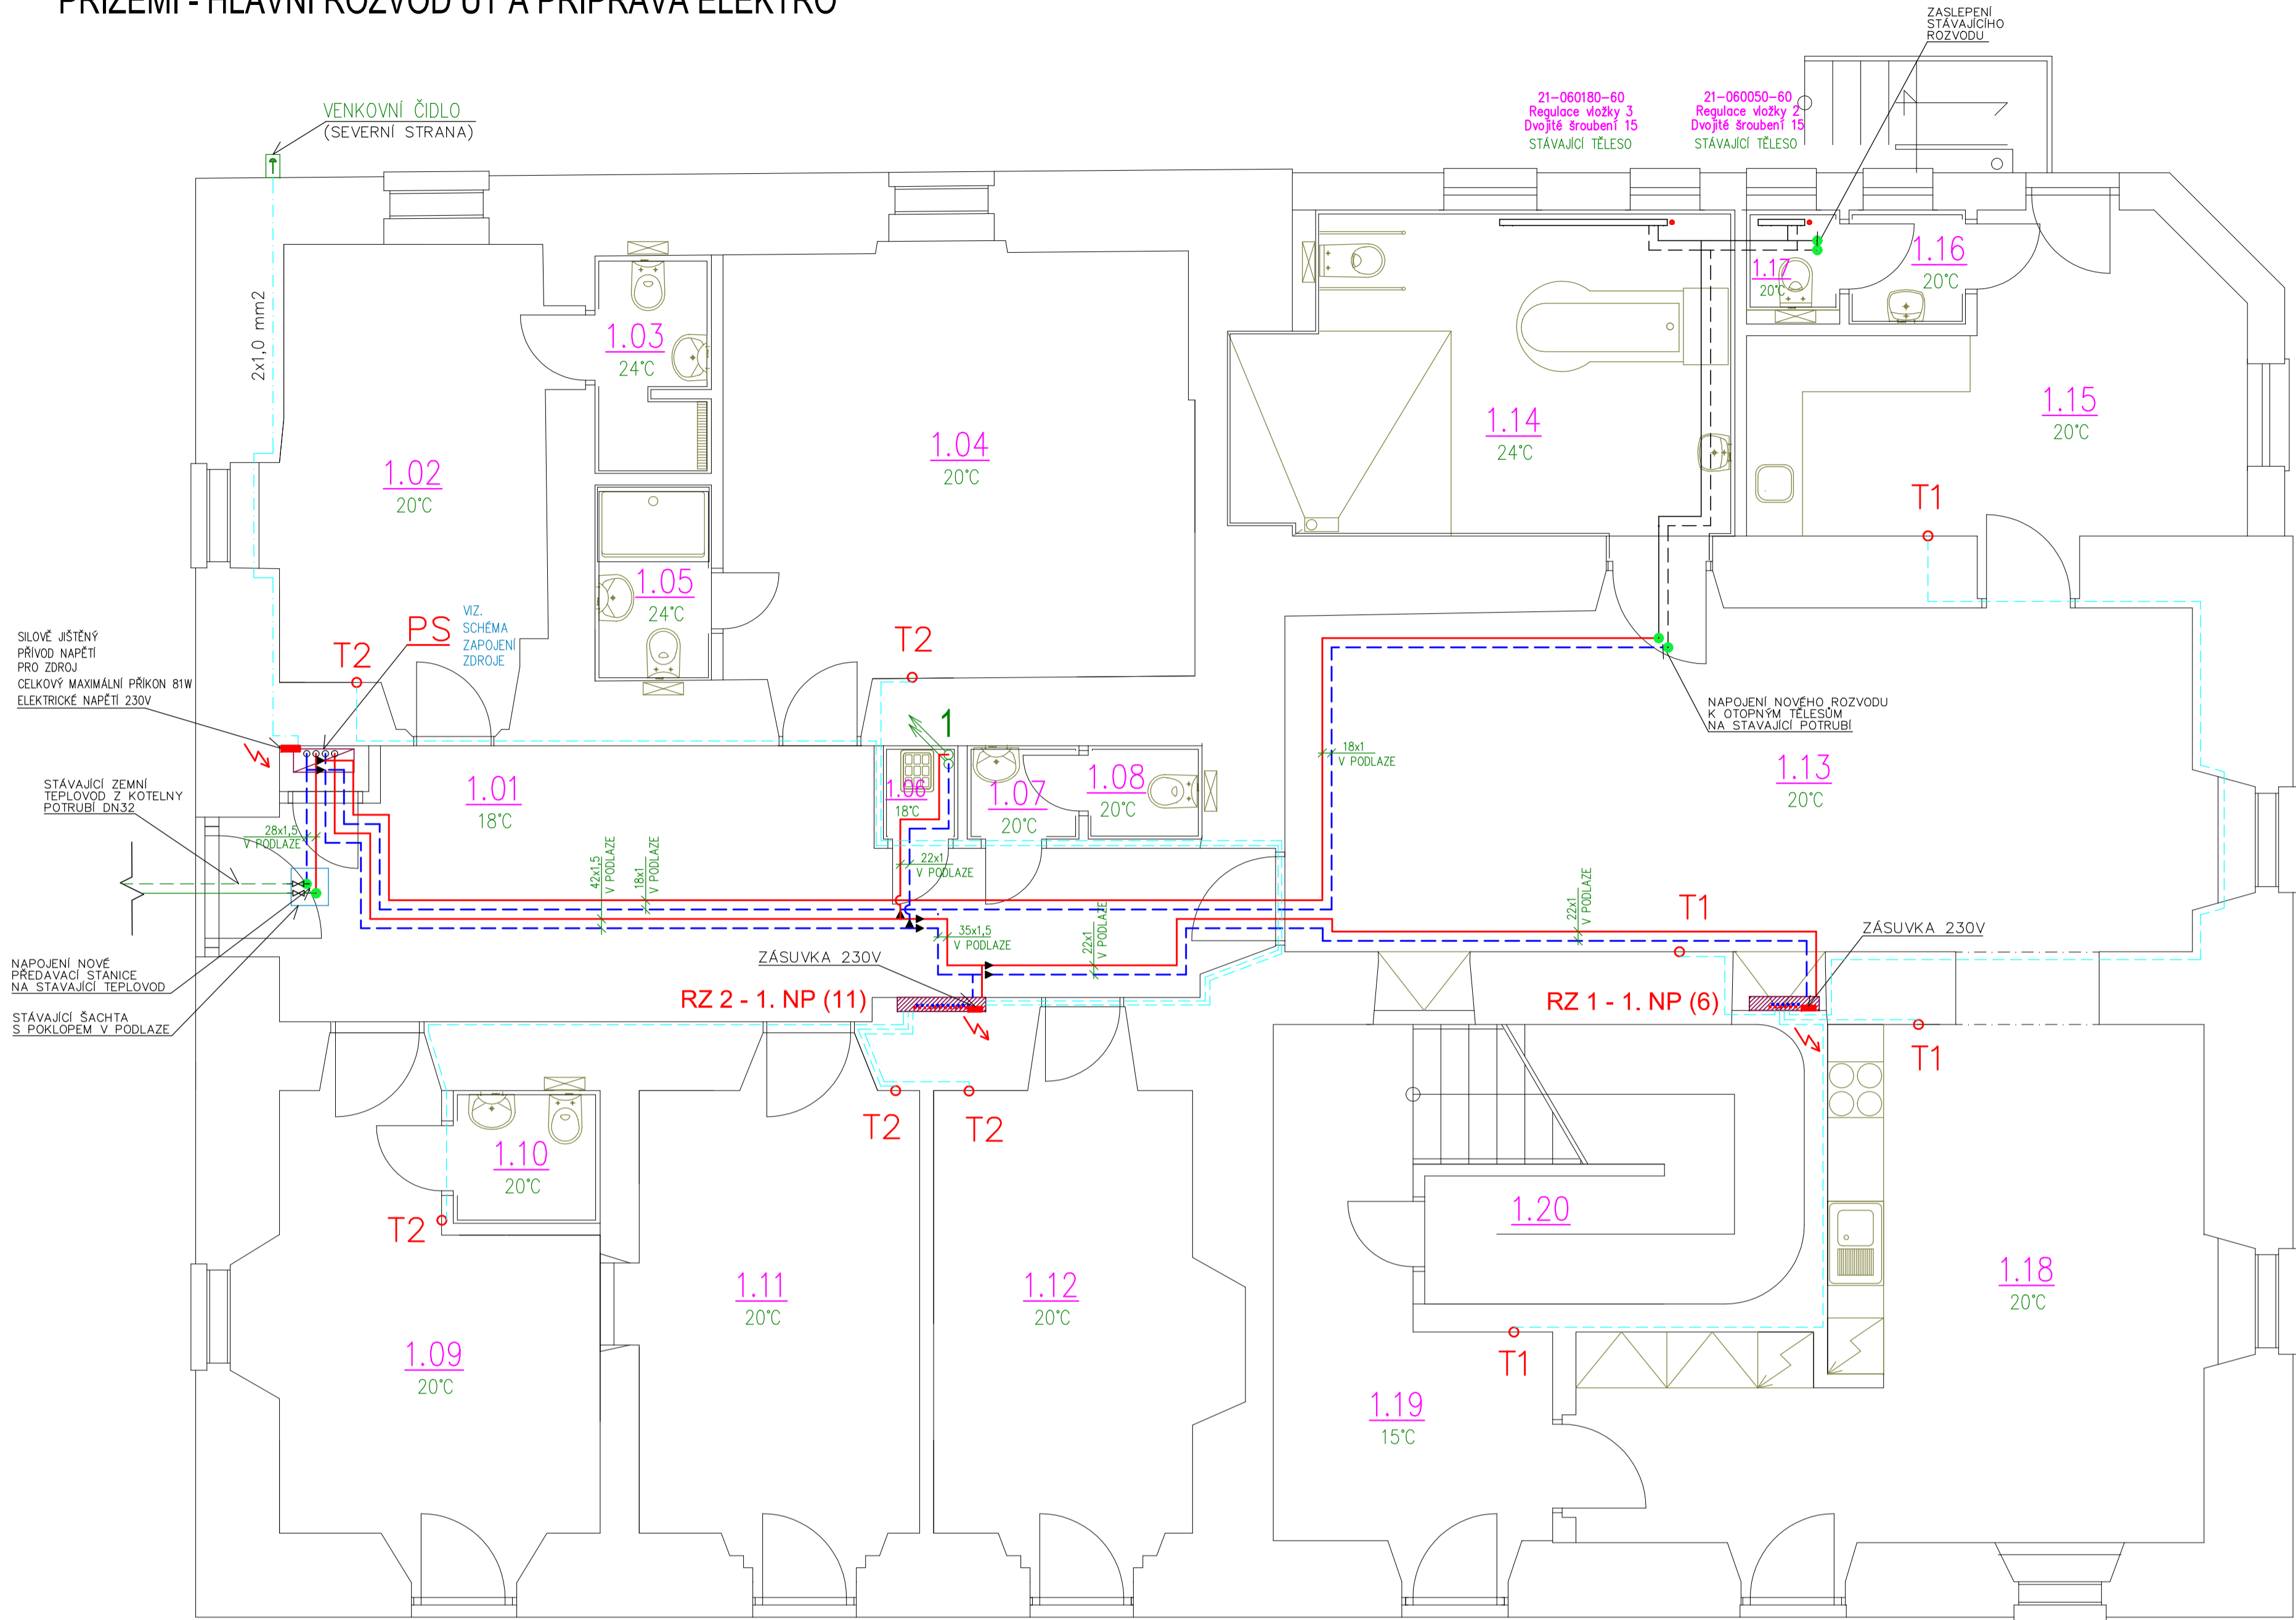 PŘÍZEMÍ - HLAVNÍ ROZVOD ÚT A PŘÍPRAVA ELEKTRO
ZASLEPENÍ
STÁVAJÍCÍHO
ROZVODU
VENKOVNÍ ČIDLO
(SEVERNÍ STRANA)
21-060180-60
Regulace vložky 3
Dvojité šroubení 15
STÁVAJÍCÍ TĚLESO
21-060050-60
Regulace vložky 2
Dvojité šroubení 15
STÁVAJÍCÍ TĚLESO
2x1,0 mm2
1.02
20°C
1.03
24°C
1.04
20°C
1.05
24°C
1.14
24°C
1.17
20°C
1.16
20°C
1.15
20°C
T1
SILOVĚ JIŠTĚNÝ
PŘÍVOD NAPĚTÍ
PRO ZDROJ
CELKOVÝ MAXIMÁLNÍ PŘÍKON 81W
ELEKTRICKÉ NAPĚTÍ 230V
T2
PS
VIZ.
SCHÉMA
ZAPOJENÍ
ZDROJE
T2
NAPOJENÍ NOVÉHO ROZVODU
K OTOPNÝM TĚLESŮM
NA STAVAJÍCÍ POTRUBÍ
STÁVAJÍCÍ ZEMNÍ
TEPLOVOD Z KOTELNY
POTRUBÍ DN32
1.01
18°C
1
1.06
18°C
1.07
20°C
1.08
20°C
18x1
V PODLAZE
1.13
20°C
28x1,5
V PODLAZE
42x1,5
V PODLAZE
18x1
V PODLAZE
22x1
V PODLAZE
35x1,5
V PODLAZE
22x1
V PODLAZE
22x1
V PODLAZE
T1
ZÁSUVKA 230V
ZÁSUVKA 230V
NAPOJENÍ NOVÉ
PŘEDAVACÍ STANICE
NA STAVAJÍCÍ TEPLOVOD
STÁVAJÍCÍ ŠACHTA
S POKLOPEM V PODLAZE
RZ 2 - 1. NP (11)
RZ 1 - 1. NP (6)
T1
T2
T2
1.10
20°C
T2
1.20
1.09
20°C
1.11
20°C
1.12
20°C
T1
1.19
15°C
1.18
20°C